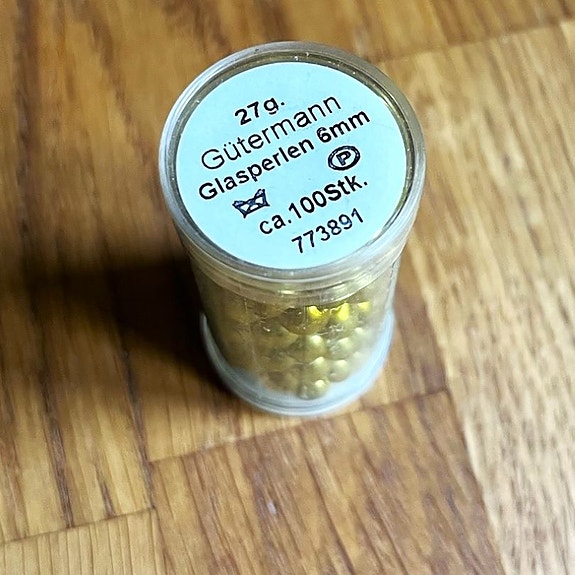 27g.
Gütermann
Glasperlen 6mm
P
ca.100Stk.
773891